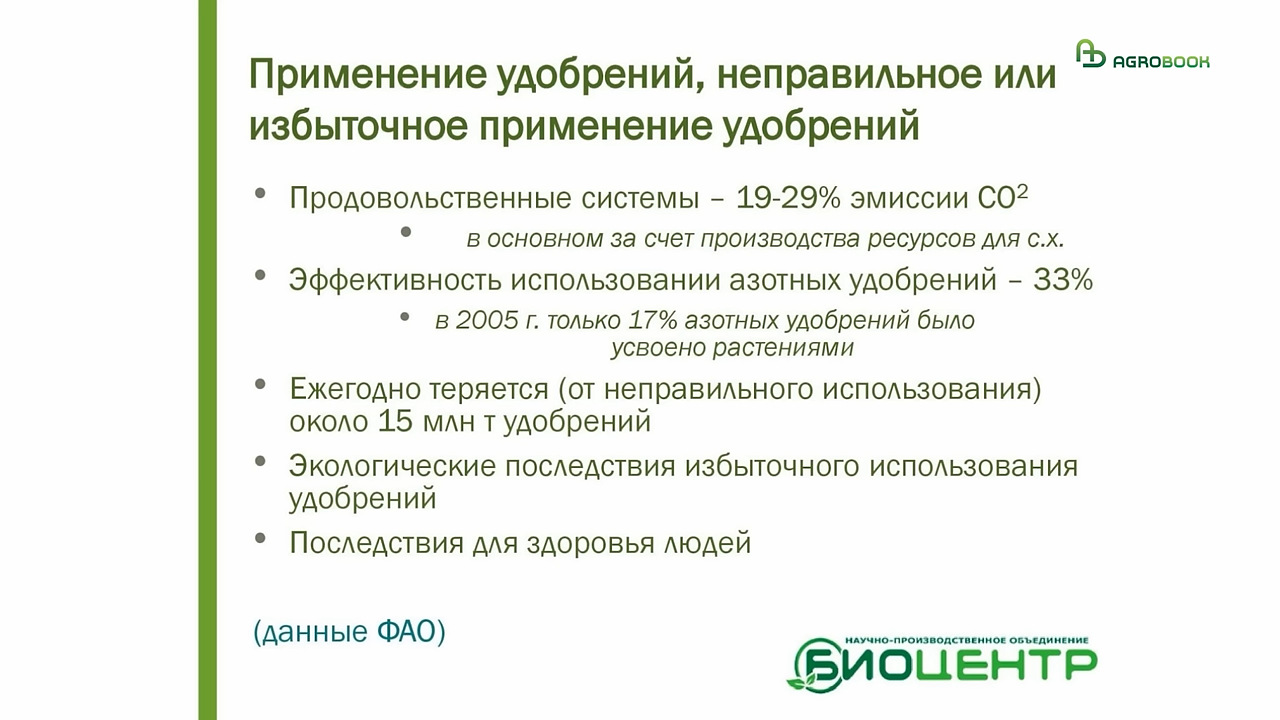 AGROBOOK
Применение удобрений, неправильное или
избыточное применение удобрений
• Продовольственные системы – 19-29% эмиссии СО²
• в основном за счет производства ресурсов для с.х.
• Эффективность использовании азотных удобрений – 33%
• в 2005 г. только 17% азотных удобрений было
усвоено растениями
• Ежегодно теряется (от неправильного использования)
около 15 млн т удобрений
• Экологические последствия избыточного использования
удобрений
• Последствия для здоровья людей
(данные ФАО)
НАУЧНО-ПРОИЗВОДСТВЕННОЕ ОБЪЕДИНЕНИЕ
БИОЦЕНТР